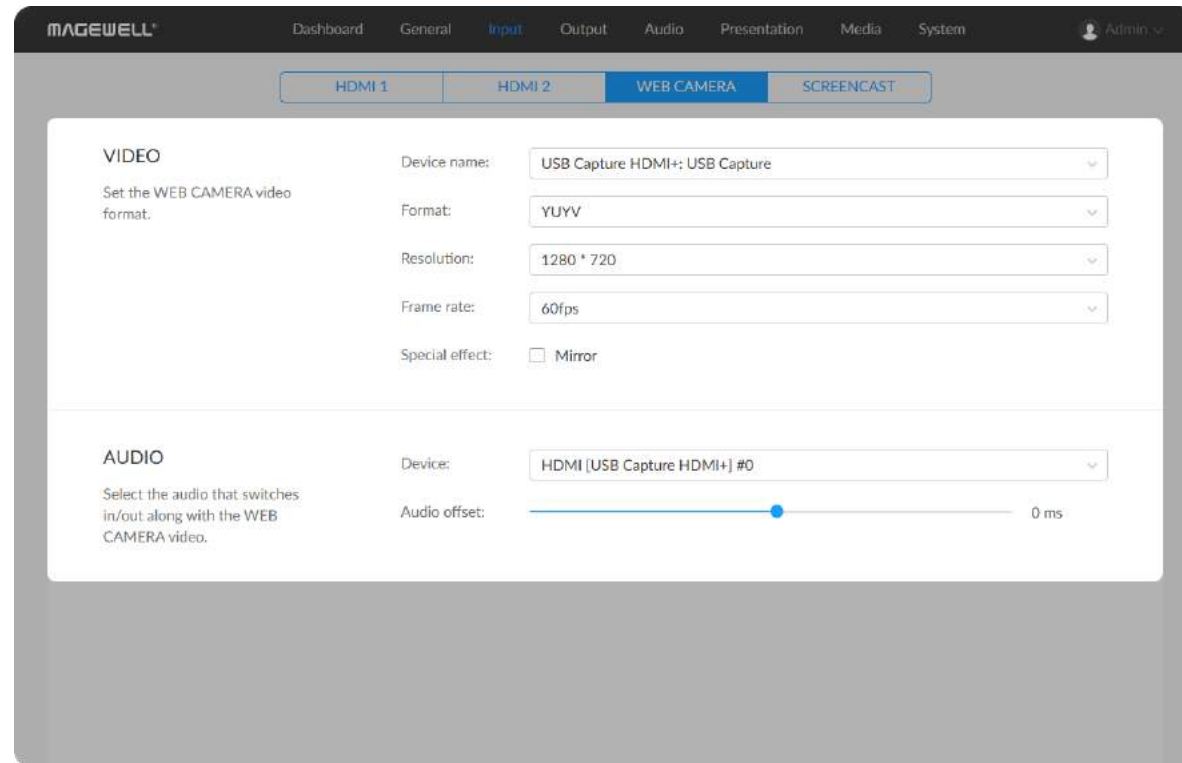 MAGEWELL®
Dashboard General Input Output Audio Presentation Media System Admin
HDMI 1 HDMI 2 WEB CAMERA SCREENCAST
VIDEO
Set the WEB CAMERA video
format.
Device name: USB Capture HDMI+: USB Capture
Format: YUYV
Resolution: 1280 * 720
Frame rate: 60fps
Special effect: Mirror
AUDIO
Select the audio that switches
in/out along with the WEB
CAMERA video.
Device: HDMI [USB Capture HDMI+] #0
Audio offset: 0 ms